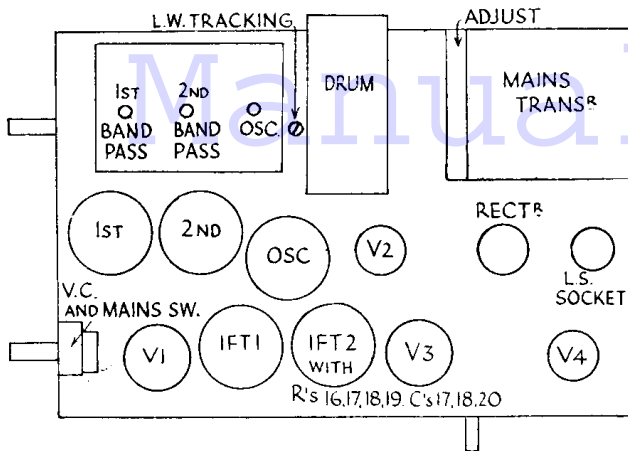 L.W. TRACKING
ADJUST
1ST
2ND
BAND
PASS
BAND
PASS
OSC.
DRUM
MAINS
TRANSR
Manual
1ST
2ND
OSC
V2
RECTR
L.S.
SOCKET
V.C.
AND MAINS SW.
V1
IFT1
IFT2
WITH
V3
V4
R's 16,17,18,19. C's 17,18,20